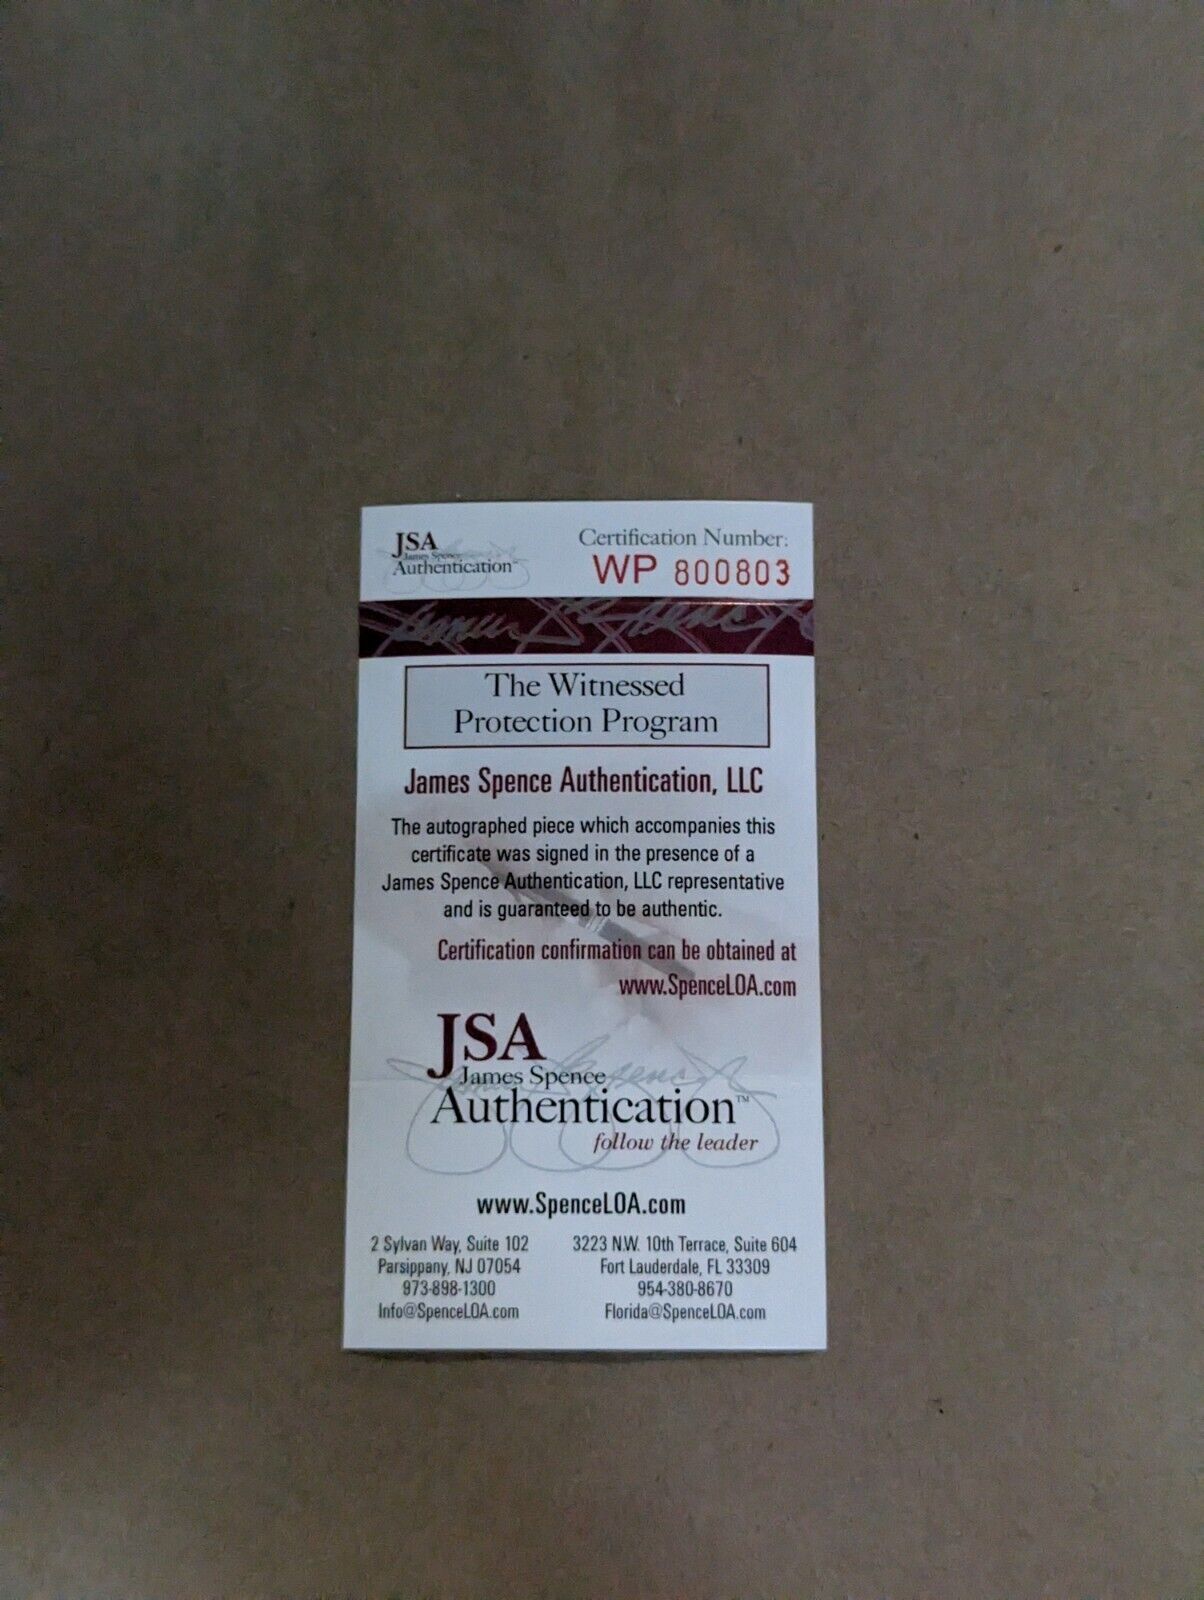 JSA
James Spence
Authentication
Certification Number:
WP 800803
James Spence
The Witnessed
Protection Program
James Spence Authentication, LLC
The autographed piece which accompanies this
certificate was signed in the presence of a
James Spence Authentication, LLC representative
and is guaranteed to be authentic.
Certification confirmation can be obtained at
www.SpenceLOA.com
JSA
James Spence
Authentication™
follow the leader
www.SpenceLOA.com
2 Sylvan Way, Suite 102
Parsippany, NJ 07054
973-898-1300
Info@SpenceLOA.com
3223 N.W. 10th Terrace, Suite 604
Fort Lauderdale, FL 33309
954-380-8670
Florida@SpenceLOA.com